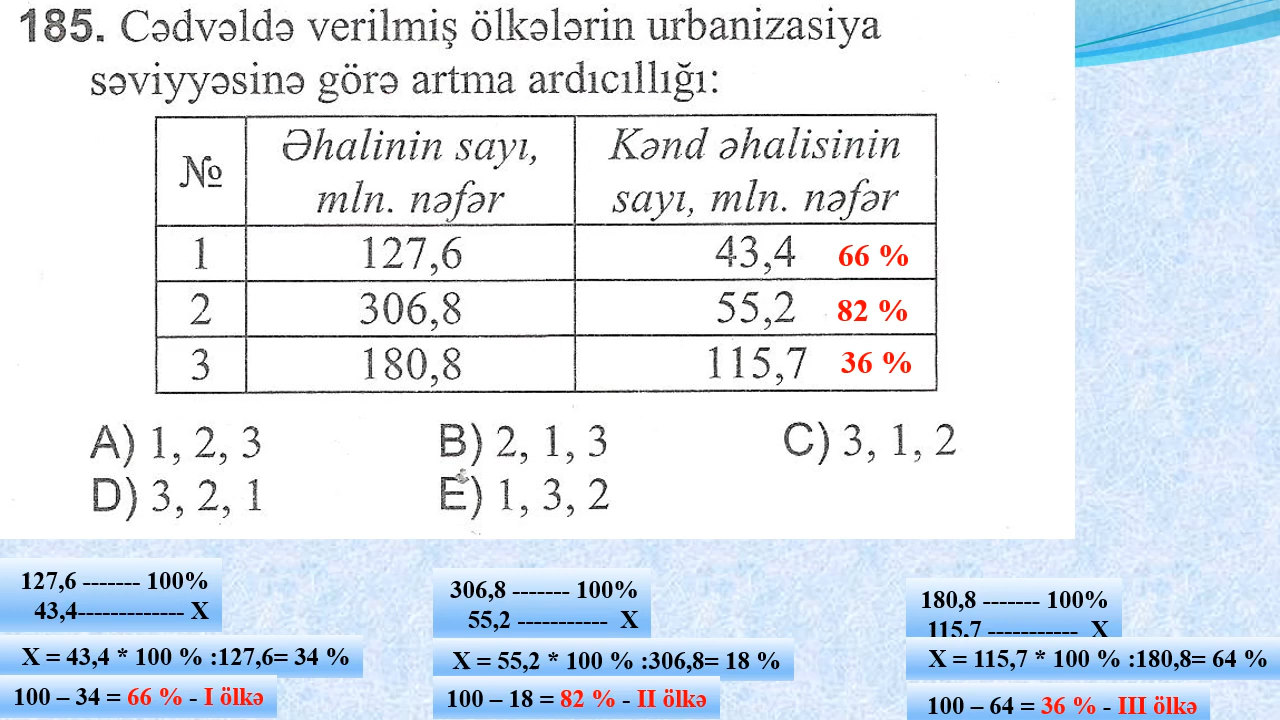 185. Cədvəldə verilmiş ölkələrin urbanizasiya
səviyyəsinə görə artma ardıcıllığı:
№ Əhalinin sayı, mln. nəfər Kənd əhalisinin sayı, mln. nəfər
1 127,6 43,4 66 %
2 306,8 55,2 82 %
3 180,8 115,7 36 %
A) 1, 2, 3 B) 2, 1, 3 C) 3, 1, 2
D) 3, 2, 1 E) 1, 3, 2
127,6 ------- 100%
43,4------------- X
X = 43,4 * 100 % :127,6= 34 %
100 – 34 = 66 % - I ölkə
306,8 ------- 100%
55,2 ----------- X
X = 55,2 * 100 % :306,8= 18 %
100 – 18 = 82 % - II ölkə
180,8 ------- 100%
115,7 ----------- X
X = 115,7 * 100 % :180,8= 64 %
100 – 64 = 36 % - III ölkə